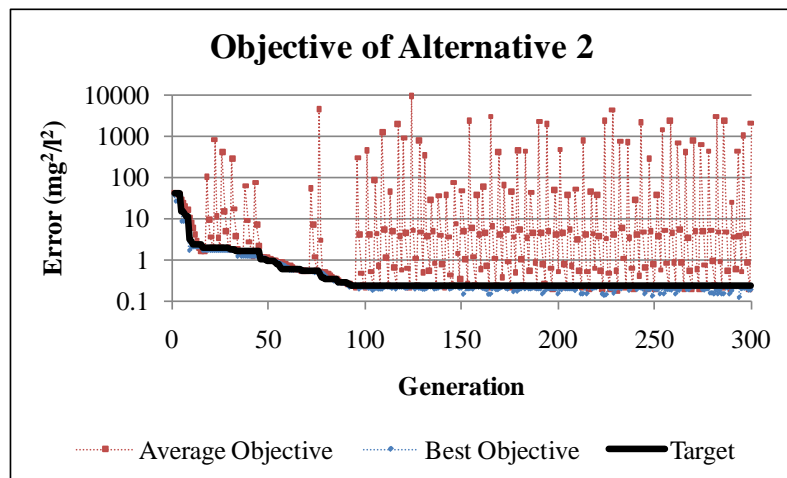 Objective of Alternative 2
Error (mg²/l²)
10000
1000
100
10
1
0.1
0 50 100 150 200 250 300
Generation
Average Objective Best Objective Target